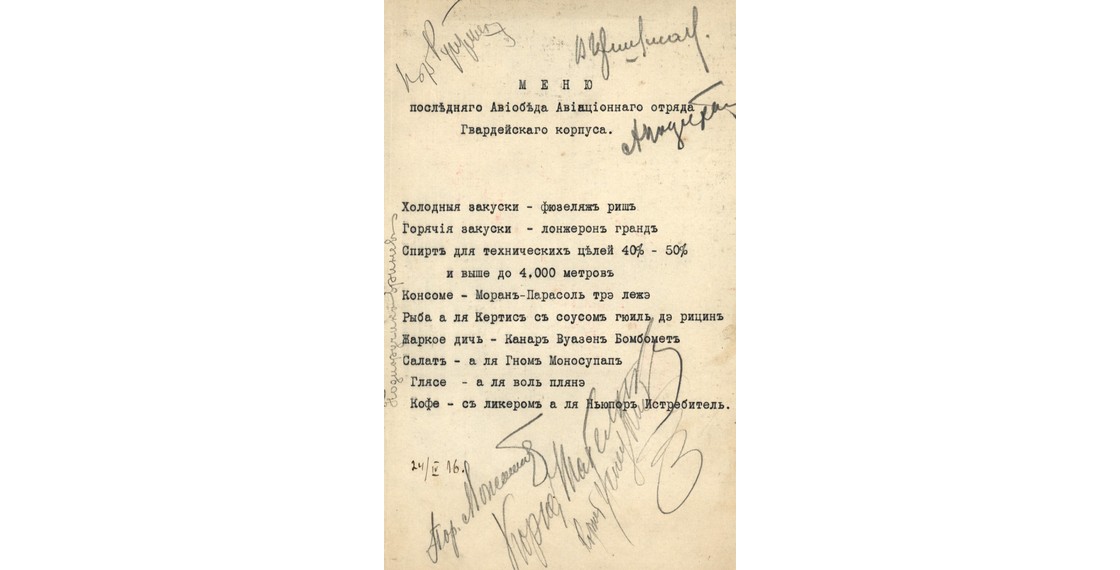 М Е Н Ю
послѣдняго Авіобѣда Авіаціоннаго отряда
Гвардейскаго корпуса.
Холодныя закуски - фюзеляжъ ришъ
Горячія закуски - лонжеронъ грандъ
Спиртъ для техническихъ цѣлей 40% - 50%
и выше до 4.000 метровъ
Консоме - Моранъ-Парасоль трэ лежэ
Рыба а ля Кертисъ съ соусомъ гюиль дэ рицинъ
Жаркое дичь - Канаръ Вуазенъ Бомбометъ
Салатъ - а ля Гномъ Моносупапъ
Глясе - а ля воль плянэ
Кофе - съ ликеромъ а ля Ньюпоръ Истребитель.
24/IV 16.
Пор.